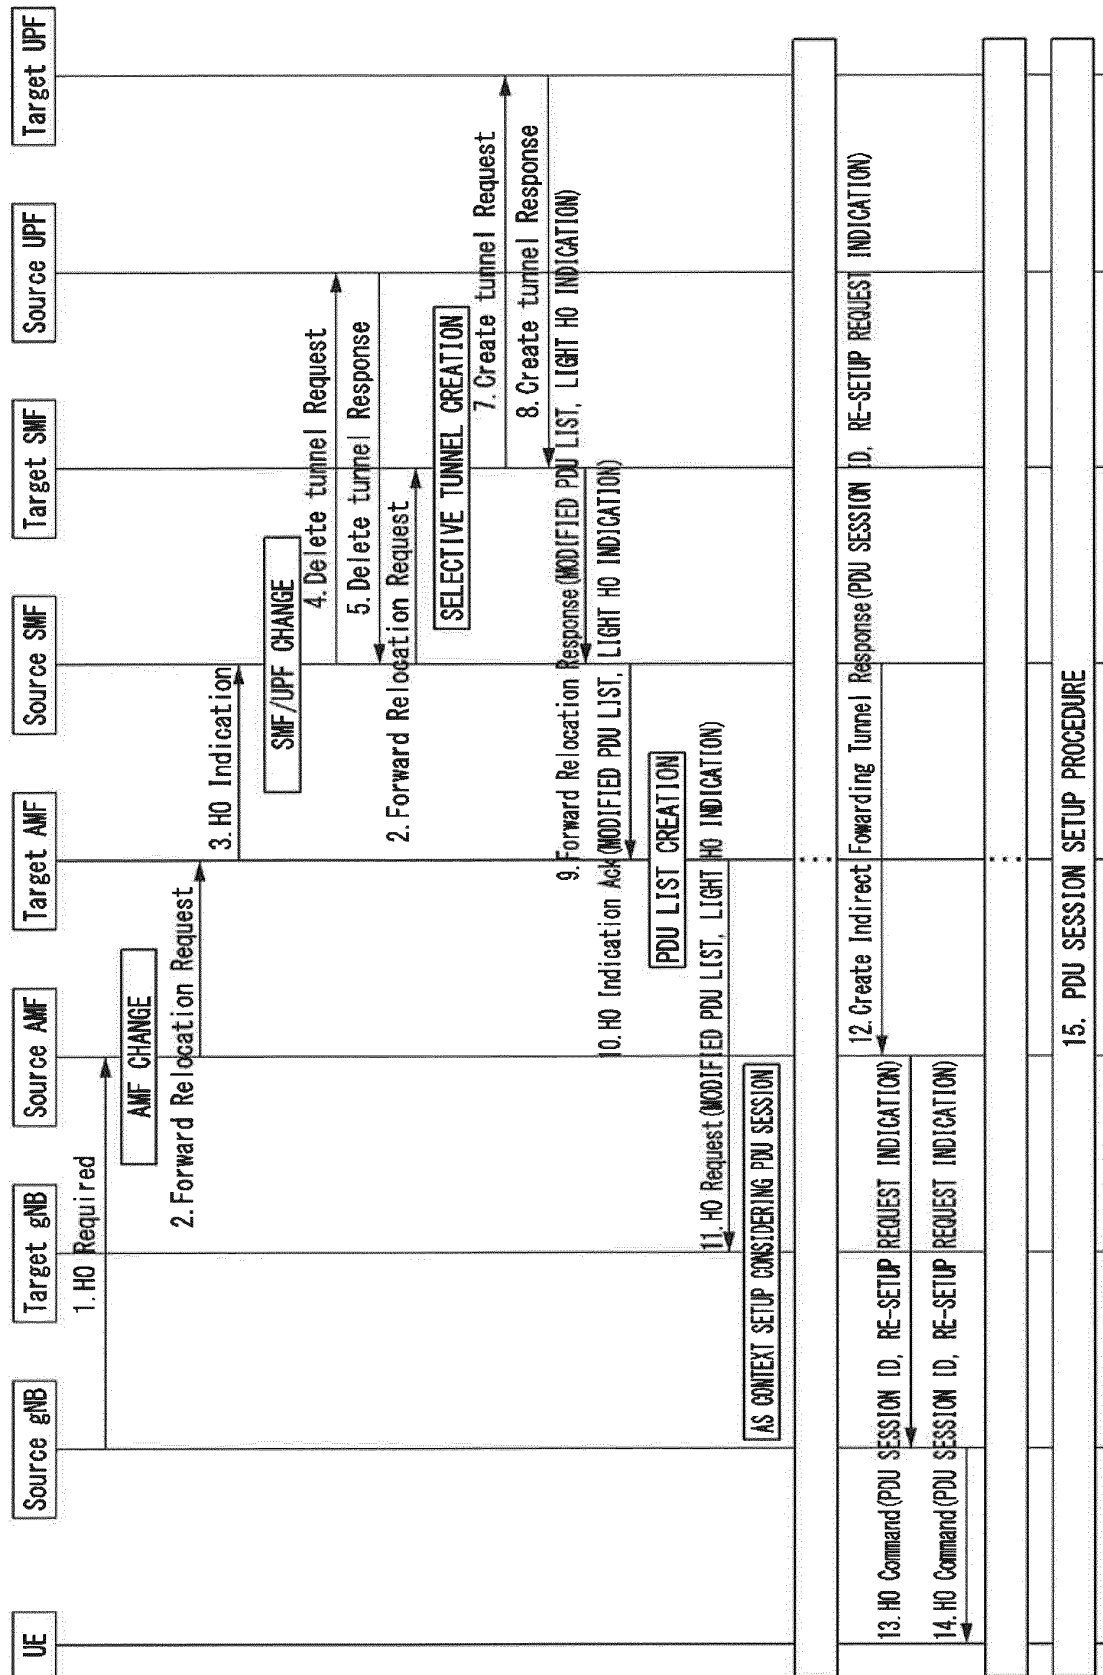 UE
Source gNB
Target gNB
Source AMF
Target AMF
Source SMF
Target SMF
Source UPF
Target UPF
1. HO Required
AMF CHANGE
2. Forward Relocation Request
3. HO Indication
SMF/UPF CHANGE
4. Delete tunnel Request
5. Delete tunnel Response
2. Forward Relocation Request
SELECTIVE TUNNEL CREATION
7. Create tunnel Request
8. Create tunnel Response
9. Forward Relocation Response (MODIFIED PDU LIST, LIGHT HO INDICATION)
10. HO Indication Ack (MODIFIED PDU LIST, LIGHT HO INDICATION)
PDU LIST CREATION
11. HO Request (MODIFIED PDU LIST, LIGHT HO INDICATION)
AS CONTEXT SETUP CONSIDERING PDU SESSION
...
12. Create Indirect Fowarding Tunnel Response (PDU SESSION ID, RE-SETUP REQUEST INDICATION)
13. HO Command (PDU SESSION ID, RE-SETUP REQUEST INDICATION)
14. HO Command (PDU SESSION ID, RE-SETUP REQUEST INDICATION)
...
15. PDU SESSION SETUP PROCEDURE